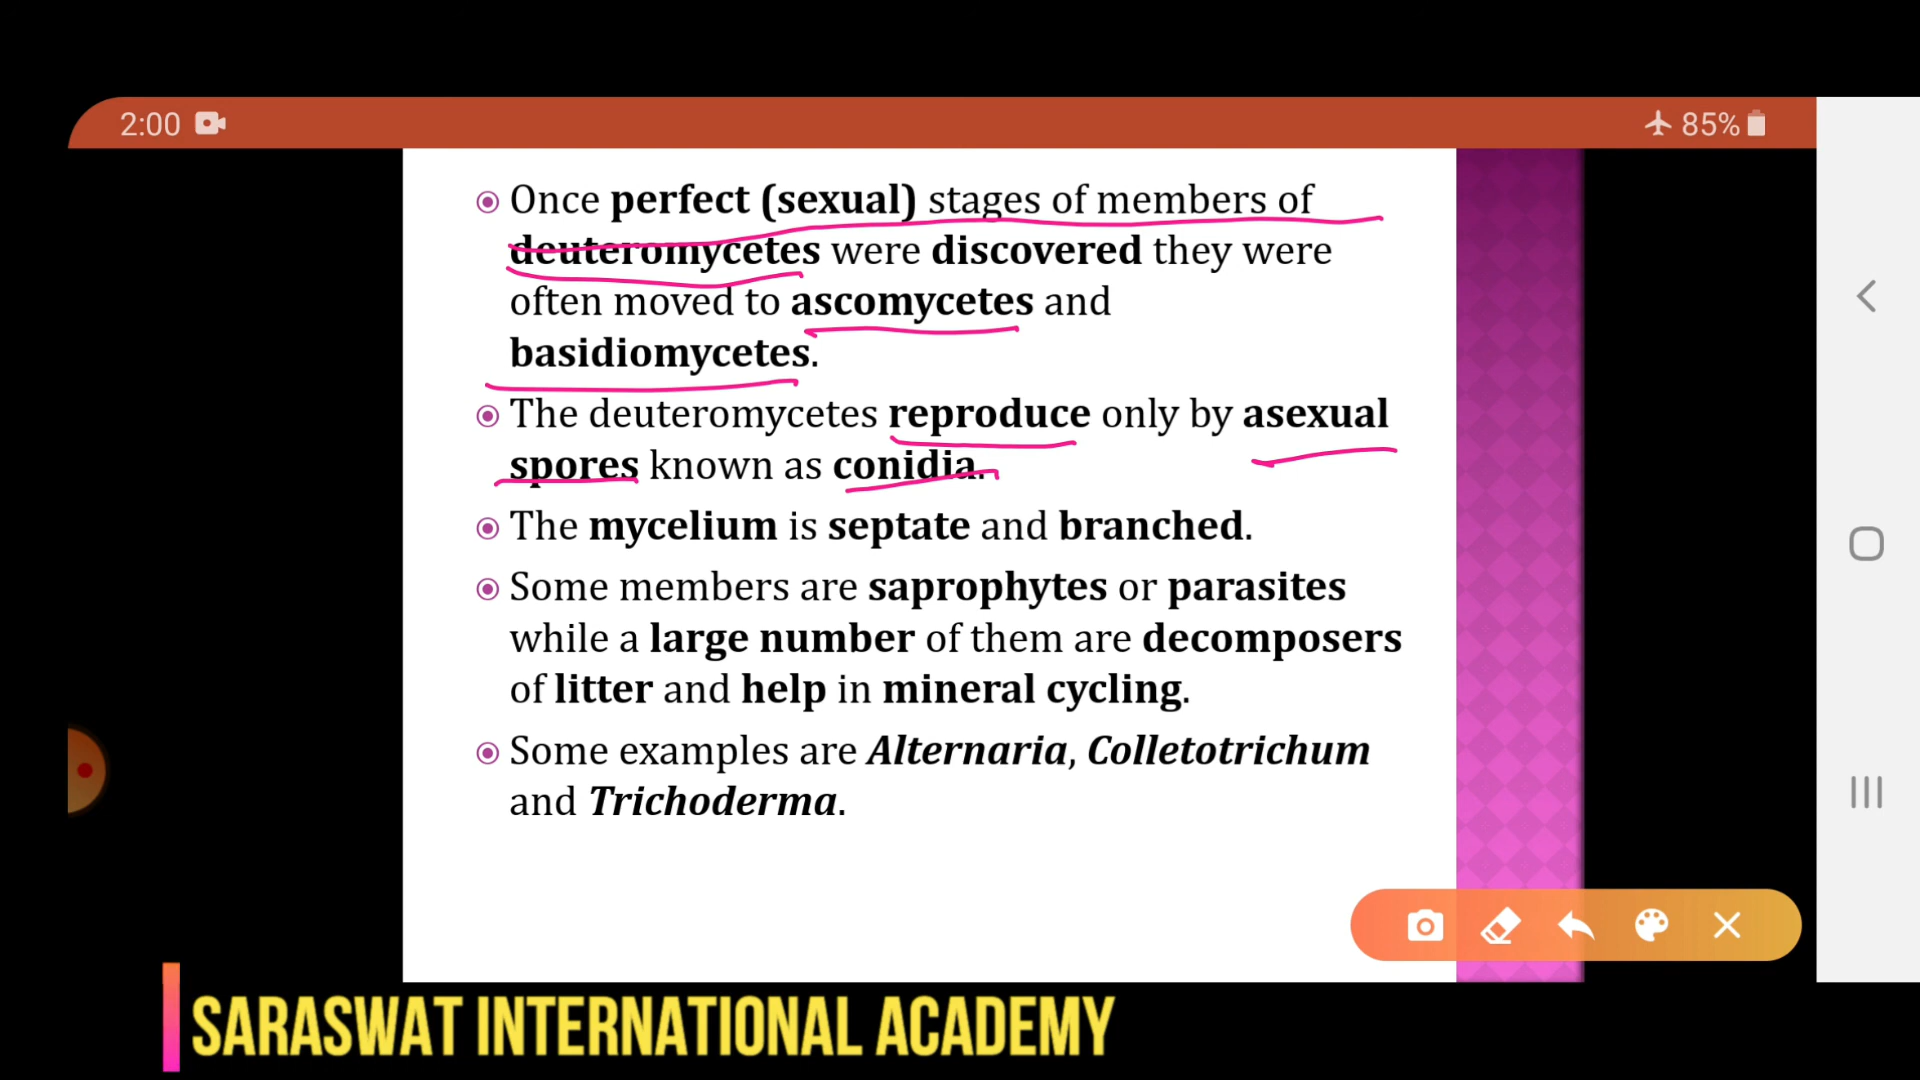 2:00
85%
Once perfect (sexual) stages of members of
deuteromycetes were discovered they were
often moved to ascomycetes and
basidiomycetes.
The deuteromycetes reproduce only by asexual
spores known as conidia.
The mycelium is septate and branched.
Some members are saprophytes or parasites
while a large number of them are decomposers
of litter and help in mineral cycling.
Some examples are Alternaria, Colletotrichum
and Trichoderma.
SARASWAT INTERNATIONAL ACADEMY